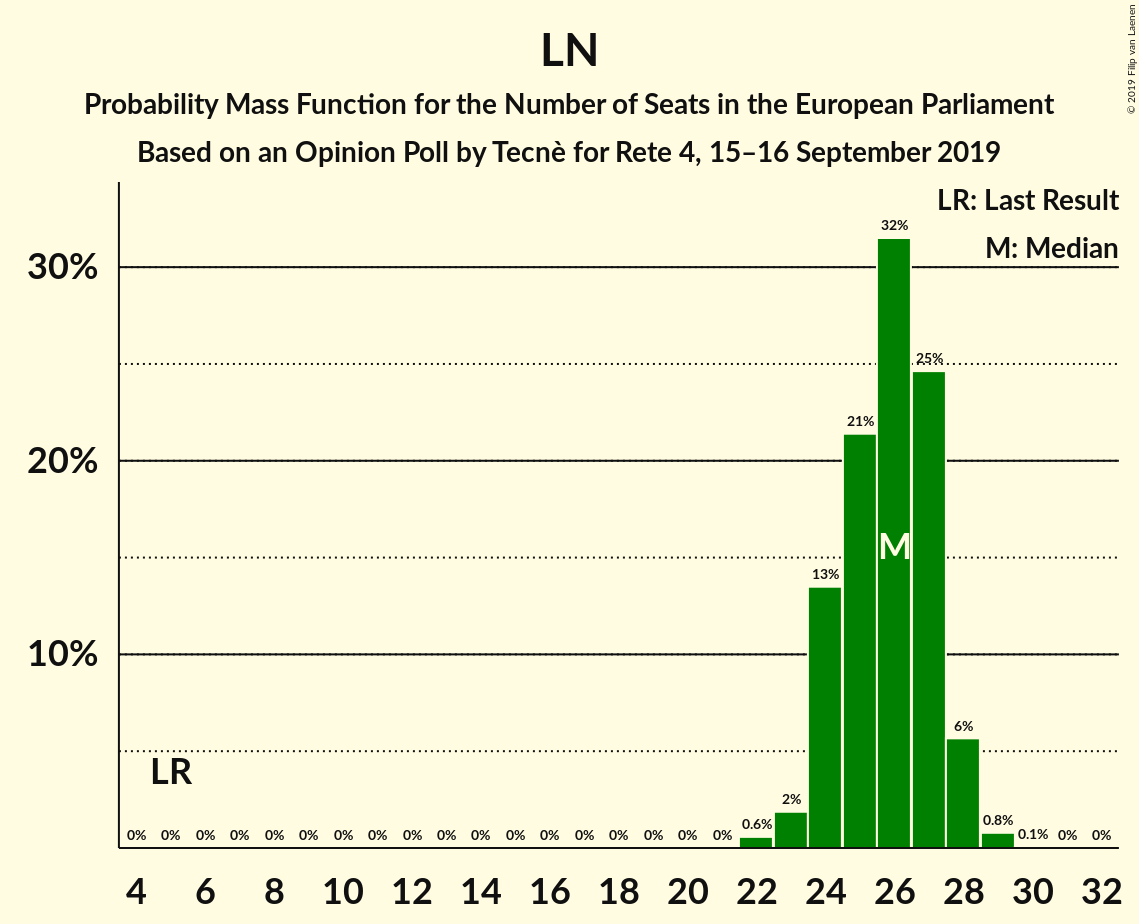 LN
Probability Mass Function for the Number of Seats in the European Parliament
Based on an Opinion Poll by Tecnè for Rete 4, 15–16 September 2019
© 2019 Filip van Laenen
LR: Last Result
M: Median
32%
30%
25%
21%
20%
M
13%
10%
6%
LR
2%
0% 0% 0% 0% 0% 0% 0% 0% 0% 0% 0% 0% 0% 0% 0% 0% 0% 0% 0.6% 0.8% 0.1% 0% 0%
4 6 8 10 12 14 16 18 20 22 24 26 28 30 32